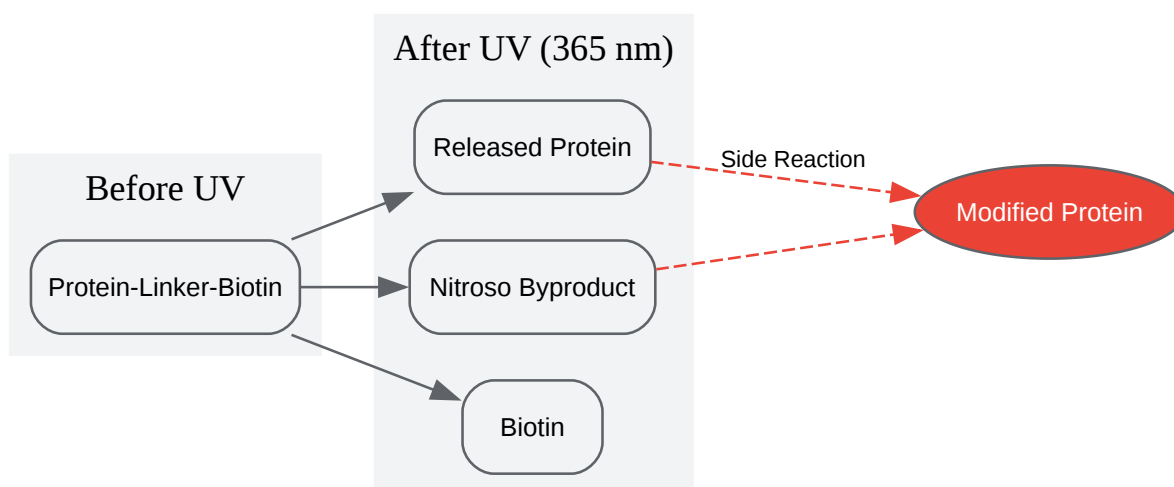 Before UV
Protein-Linker-Biotin
After UV (365 nm)
Released Protein
Nitroso Byproduct
Biotin
Side Reaction
Modified Protein